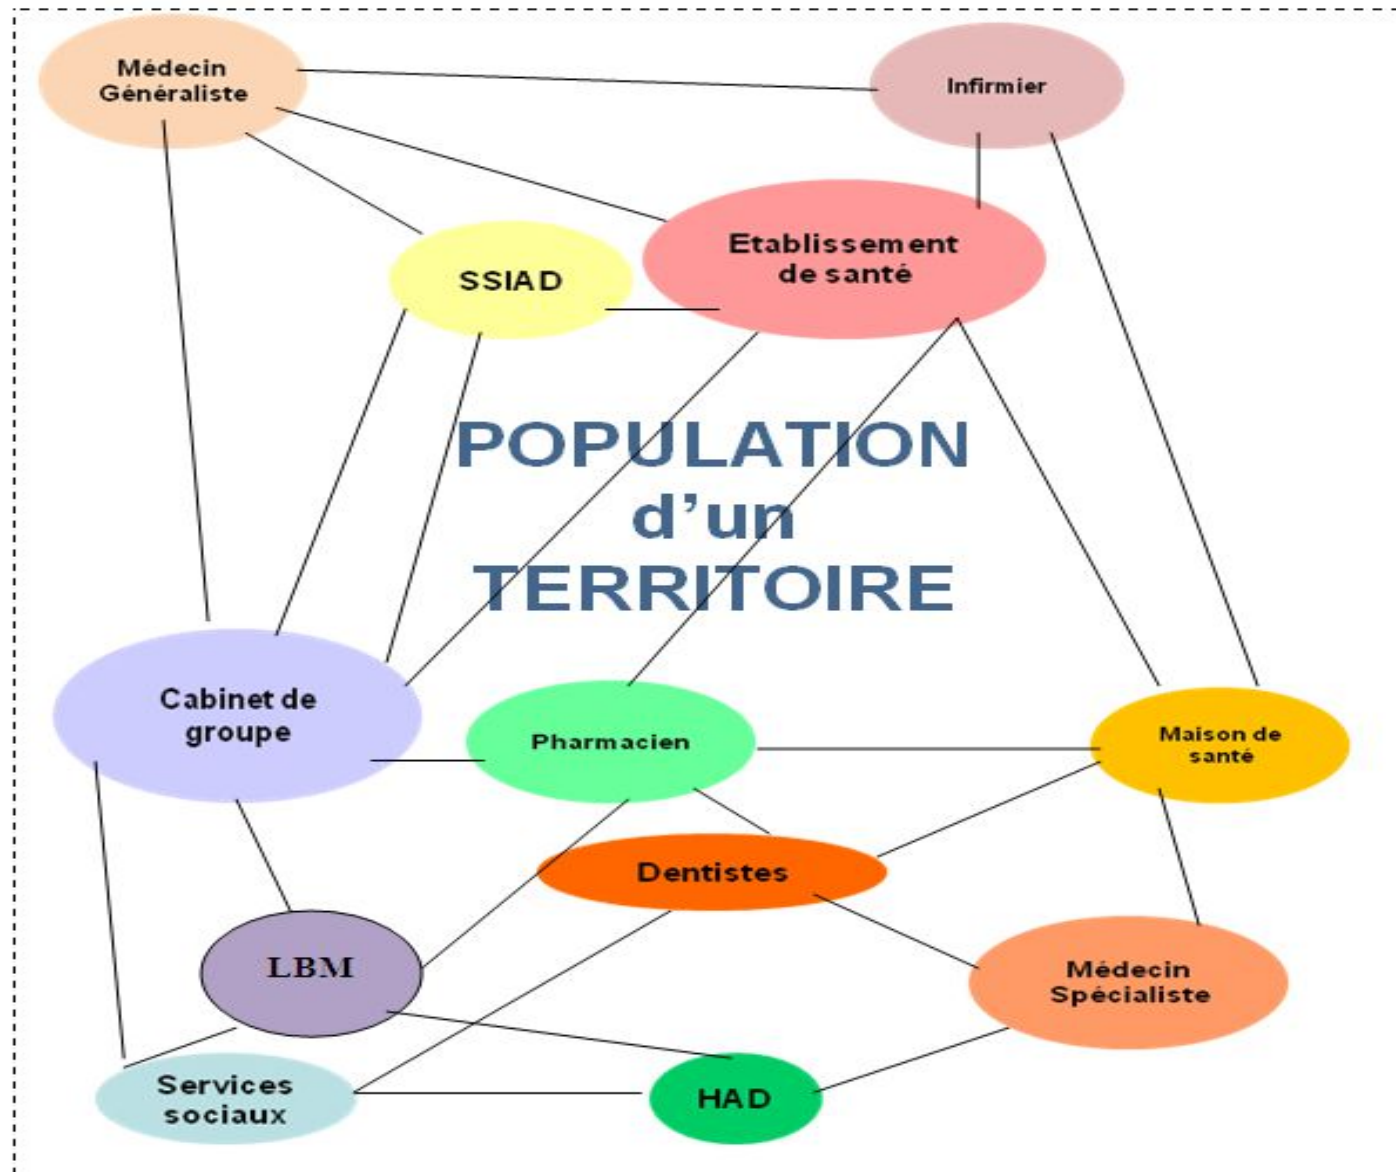 Médecin
Généraliste
Infirmier
Etablissement
de santé
SSIAD
POPULATION
d’un
TERRITOIRE
Cabinet de
groupe
Pharmacien
Maison de
santé
Dentistes
LBM
Médecin
Spécialiste
Services
sociaux
HAD